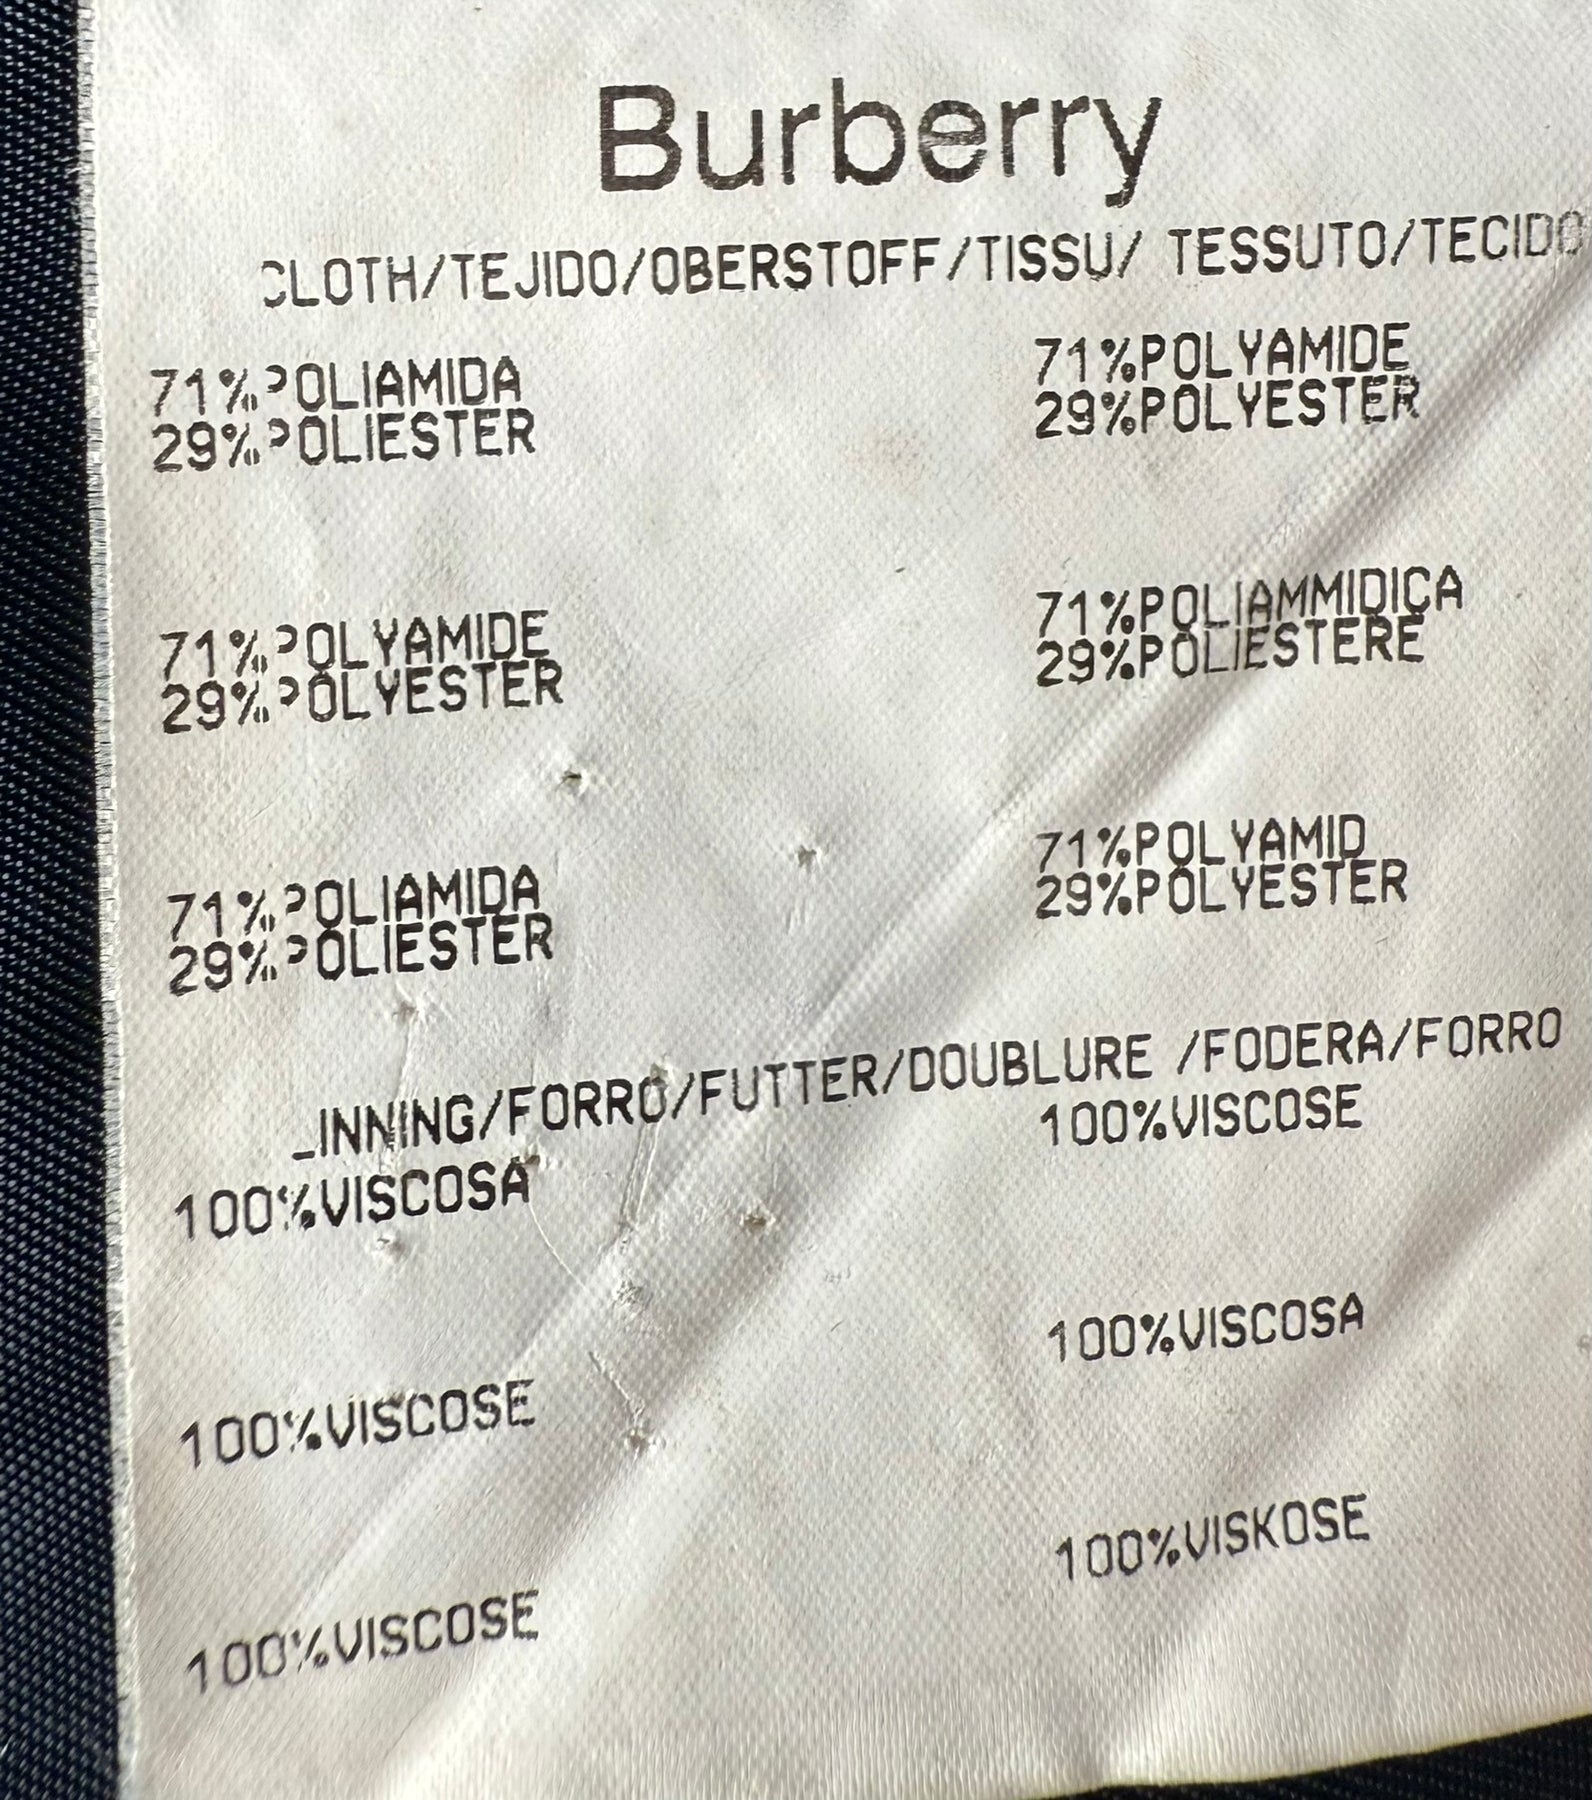 Burberry
CLOTH/TEJIDO/OBERSTOFF/TISSU/ TESSUTO/TECIDO
71%POLIAMIDA
29%POLIESTER
71%POLYAMIDE
29%POLYESTER
71%POLYAMIDE
29%POLYESTER
71%POLIAMMIDICA
29%POLIESTERE
71%POLIAMIDA
29%POLIESTER
71%POLYAMID
29%POLYESTER
LINNING/FORRO/FUTTER/DOUBLURE /FODERA/FORRO
100%VISCOSA
100%VISCOSE
100%VISCOSE
100%VISCOSA
100%VISCOSE
100%VISKOSE